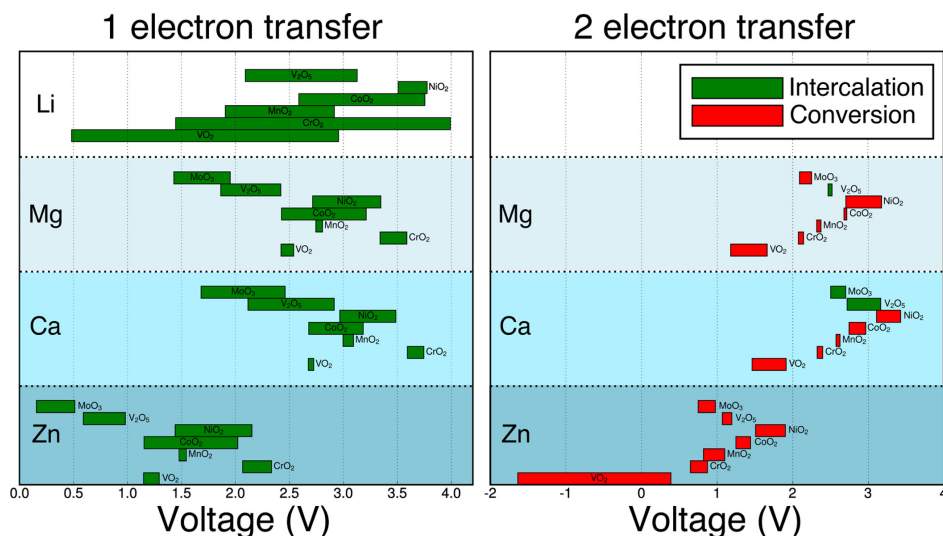 1 electron transfer
Li
V₂O₅
NiO₂
CoO₂
MnO₂
CrO₂
VO₂
Mg
MoO₃
V₂O₅
NiO₂
CoO₂
MnO₂
CrO₂
VO₂
Ca
MoO₃
V₂O₅
NiO₂
CoO₂
MnO₂
CrO₂
VO₂
Zn
MoO₃
V₂O₅
NiO₂
CoO₂
MnO₂
CrO₂
VO₂
0.0 0.5 1.0 1.5 2.0 2.5 3.0 3.5 4.0
Voltage (V)
2 electron transfer
Intercalation
Conversion
Mg
MoO₃
V₂O₅
NiO₂
CoO₂
MnO₂
CrO₂
VO₂
Ca
MoO₃
V₂O₅
NiO₂
CoO₂
MnO₂
CrO₂
VO₂
Zn
MoO₃
V₂O₅
NiO₂
CoO₂
MnO₂
CrO₂
VO₂
-2 -1 0 1 2 3 4
Voltage (V)